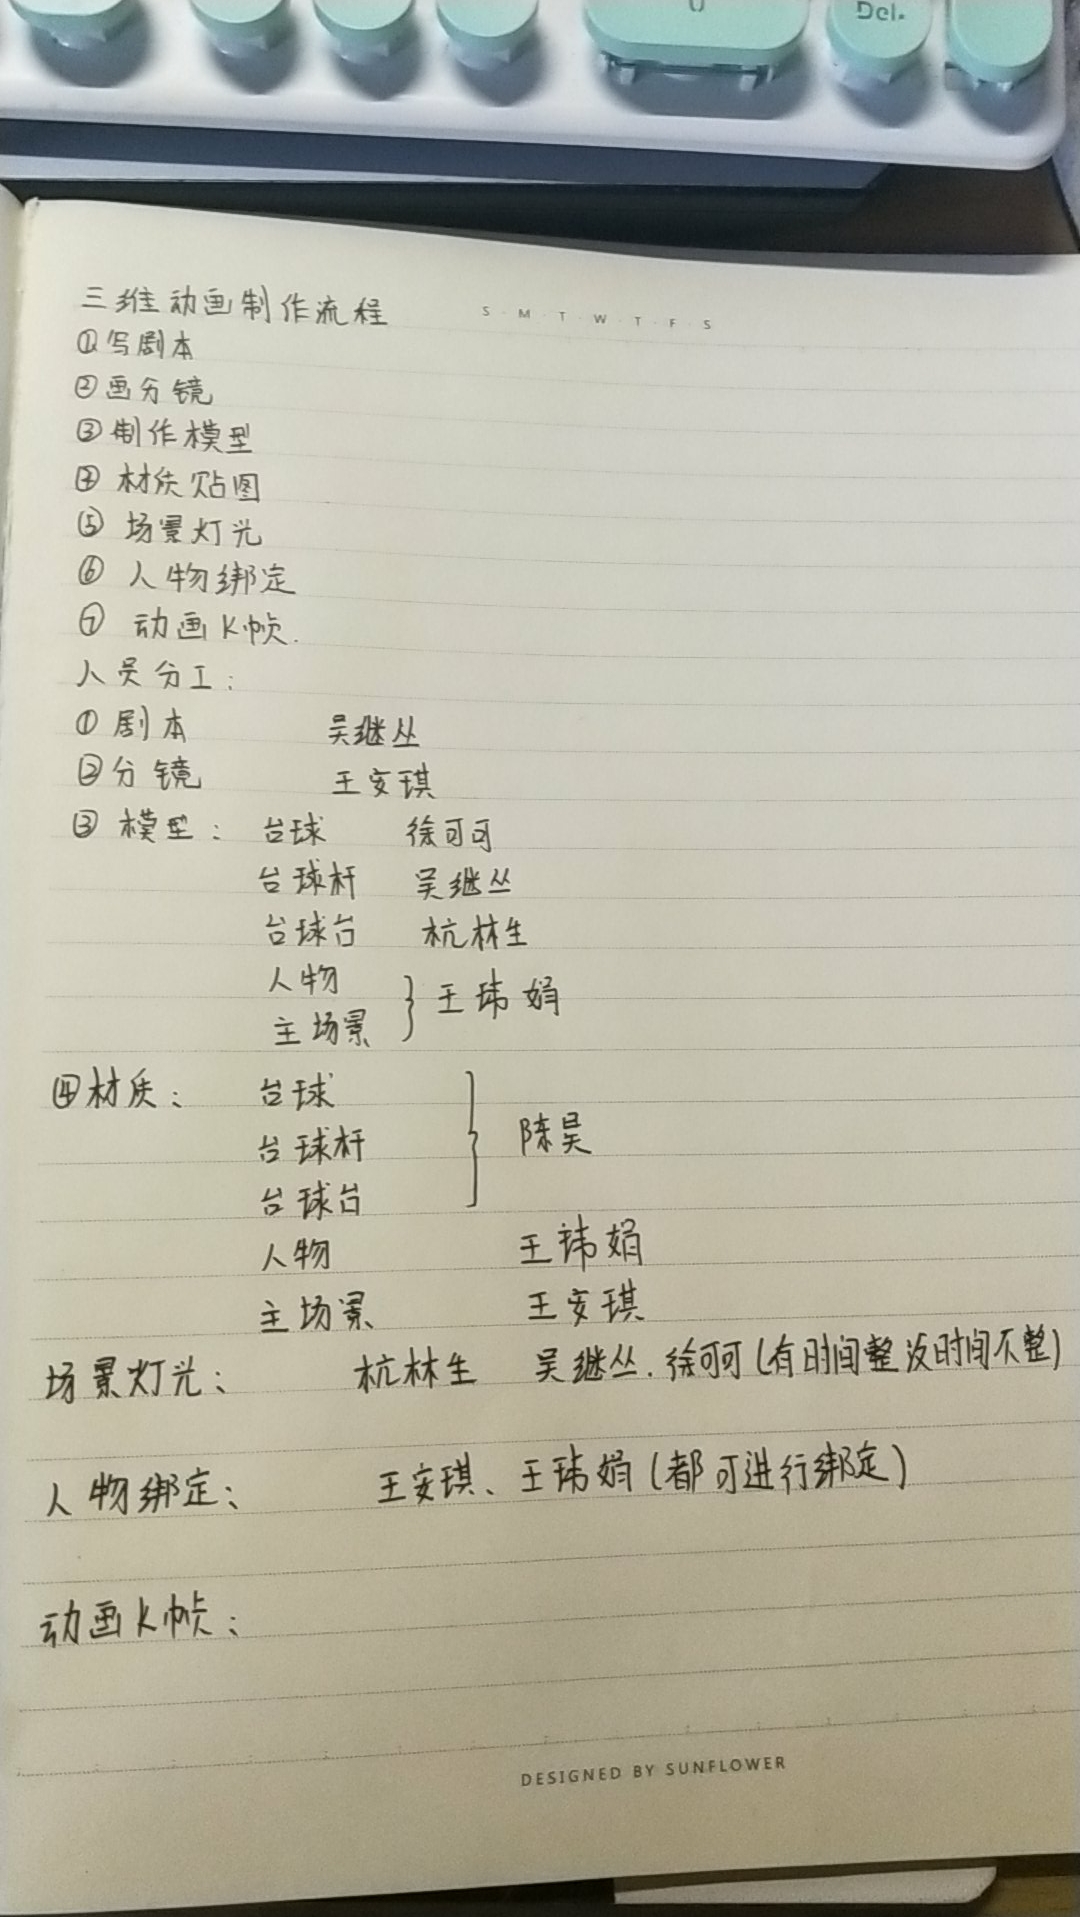 Del.
三维动画制作流程
S M T W T F S
①写剧本
②画分镜
③制作模型
④材质贴图
⑤场景灯光
⑥人物绑定
⑦动画K帧.
人员分工:
①剧本 吴继丛
②分镜 王安琪
③模型: 台球 徐可可
台球杆 吴继丛
台球台 杭林生
人物
主场景 } 王玮娟
④材质: 台球
台球杆 } 陈昊
台球台
人物 王玮娟
主场景 王安琪
场景灯光: 杭林生 吴继丛.徐可可(有时间整没时间不整)
人物绑定: 王安琪、王玮娟(都可进行绑定)
动画K帧:
DESIGNED BY SUNFLOWER